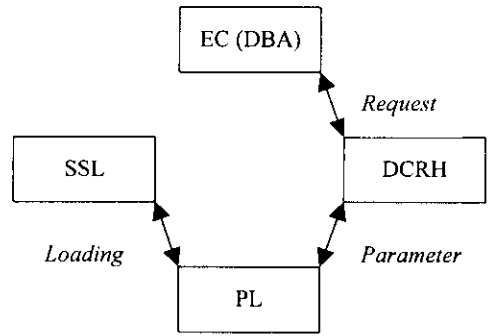 EC (DBA)
Request
SSL
DCRH
Loading
Parameter
PL